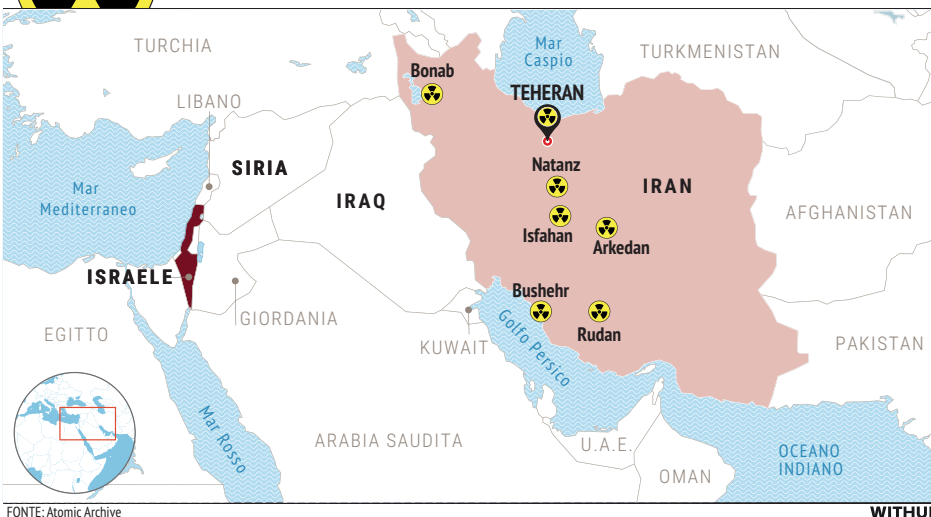 TURCHIA
Mar
Caspio
TURKMENISTAN
Bonab
TEHERAN
LIBANO
SIRIA
Natanz
IRAN
Mar
Mediterraneo
IRAQ
AFGHANISTAN
Isfahan
Arkedan
ISRAELE
Bushehr
GIORDANIA
Golfo Persico
Rudan
EGITTO
KUWAIT
PAKISTAN
Mar Rosso
ARABIA SAUDITA
U.A.E.
OMAN
OCEANO
INDIANO
FONTE: Atomic Archive
WITHUB